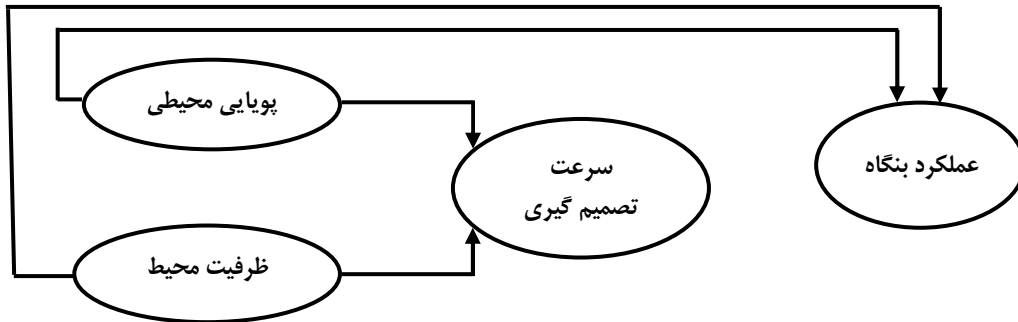 پویایی محیطی
سرعت
تصمیم گیری
عملکرد بنگاه
ظرفیت محیط